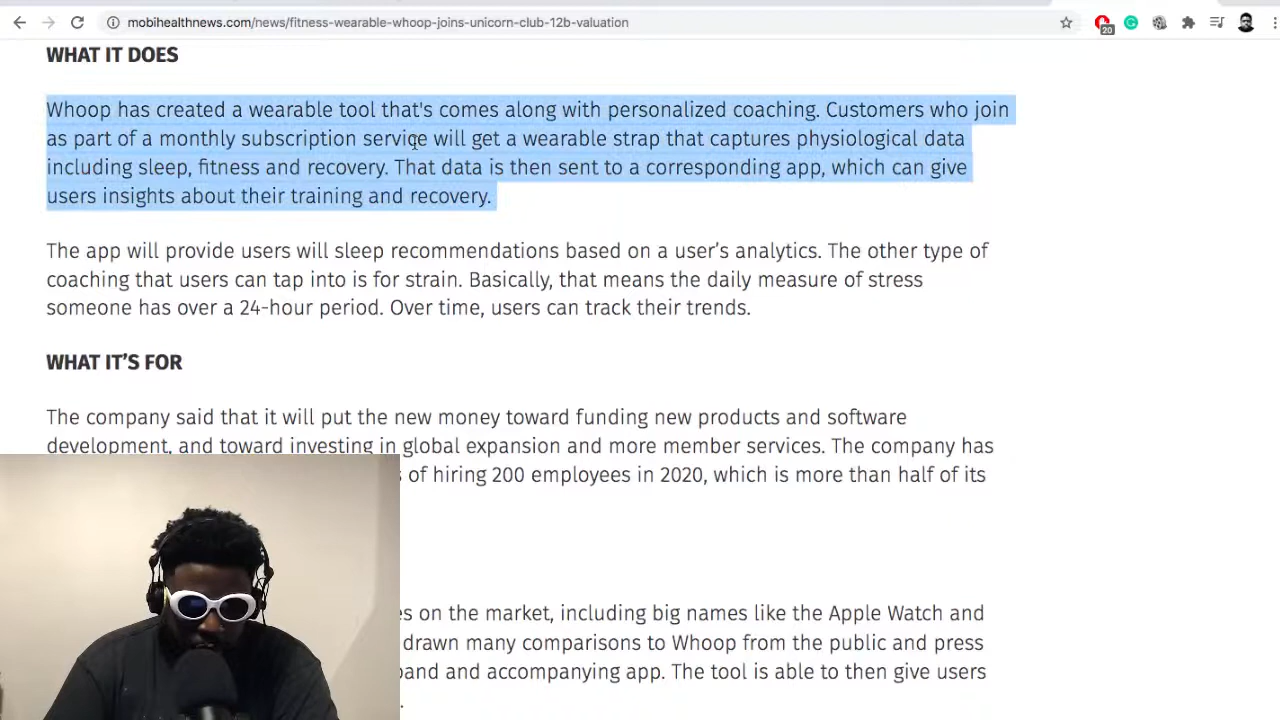 mobihealthnews.com/news/fitness-wearable-whoop-joins-unicorn-club-12b-valuation
20
WHAT IT DOES
Whoop has created a wearable tool that's comes along with personalized coaching. Customers who join
as part of a monthly subscription service will get a wearable strap that captures physiological data
including sleep, fitness and recovery. That data is then sent to a corresponding app, which can give
users insights about their training and recovery.
The app will provide users will sleep recommendations based on a user’s analytics. The other type of
coaching that users can tap into is for strain. Basically, that means the daily measure of stress
someone has over a 24-hour period. Over time, users can track their trends.
WHAT IT’S FOR
The company said that it will put the new money toward funding new products and software
development, and toward investing in global expansion and more member services. The company has
of hiring 200 employees in 2020, which is more than half of its
on the market, including big names like the Apple Watch and
drawn many comparisons to Whoop from the public and press
and accompanying app. The tool is able to then give users